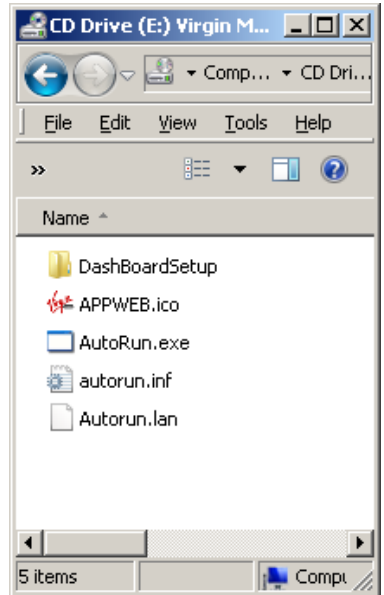 CD Drive (E:) Virgin M...
Comp... CD Dri...
File Edit View Tools Help
»
Name
DashBoardSetup
APPWEB.ico
AutoRun.exe
autorun.inf
Autorun.lan
5 items Compu